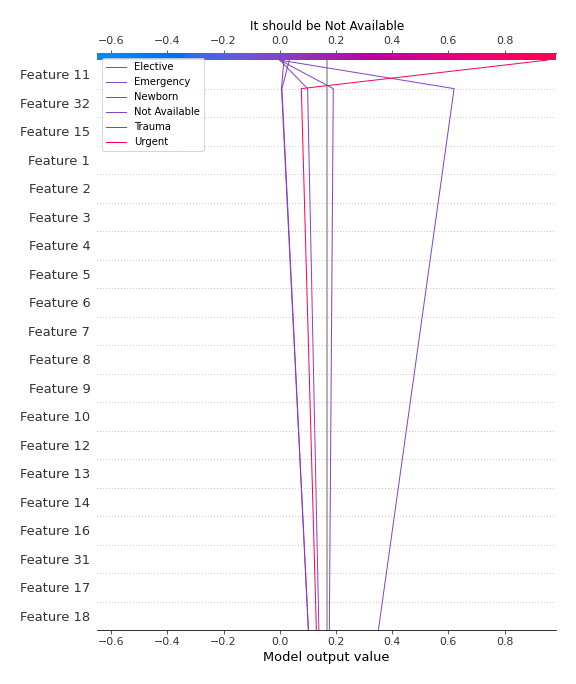 It should be Not Available
−0.6 −0.4 −0.2 0.0 0.2 0.4 0.6 0.8
Elective
Emergency
Newborn
Not Available
Trauma
Urgent
Feature 11
Feature 32
Feature 15
Feature 1
Feature 2
Feature 3
Feature 4
Feature 5
Feature 6
Feature 7
Feature 8
Feature 9
Feature 10
Feature 12
Feature 13
Feature 14
Feature 16
Feature 31
Feature 17
Feature 18
−0.6 −0.4 −0.2 0.0 0.2 0.4 0.6 0.8
Model output value